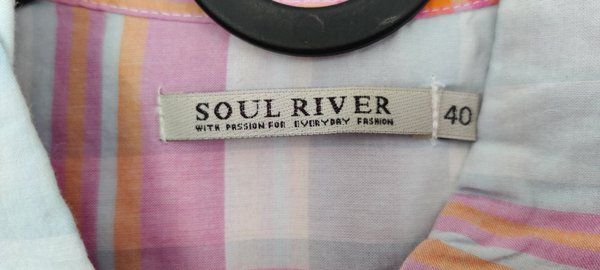 SOUL RIVER
WITH PASSION FOR EVERYDAY FASHION
40